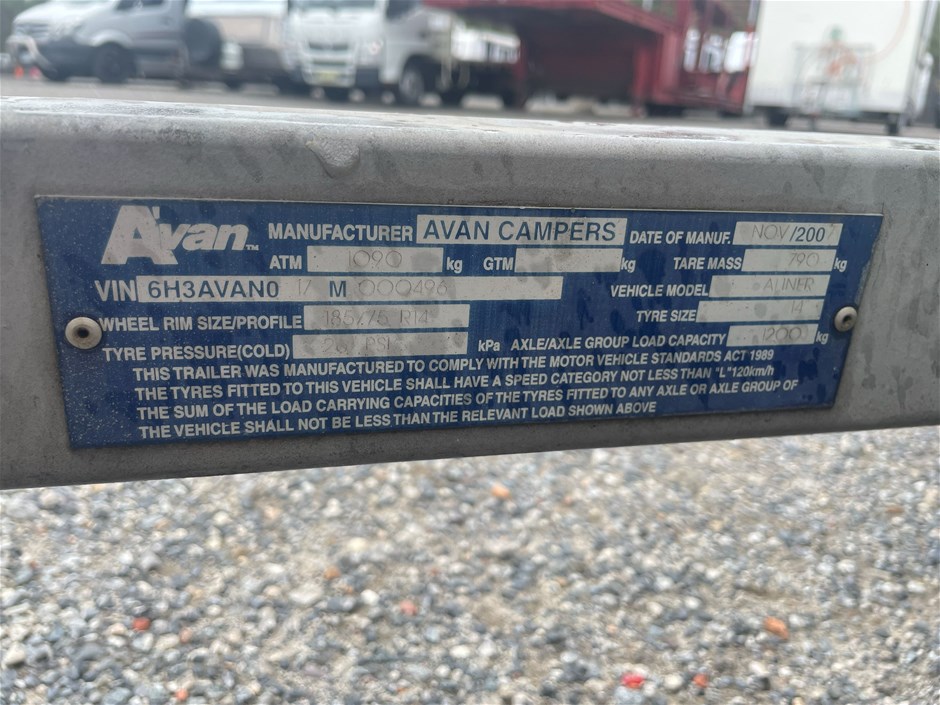 Avan™ MANUFACTURER AVAN CAMPERS DATE OF MANUF. NOV/2007
ATM 1090 kg GTM kg TARE MASS 790 kg
VIN 6H3AVAN0 17 M 000496 VEHICLE MODEL ALINER
WHEEL RIM SIZE/PROFILE 185x75 R14 TYRE SIZE 14
TYRE PRESSURE(COLD) PSI kPa AXLE/AXLE GROUP LOAD CAPACITY 1200 kg
THIS TRAILER WAS MANUFACTURED TO COMPLY WITH THE MOTOR VEHICLE STANDARDS ACT 1989
THE TYRES FITTED TO THIS VEHICLE SHALL HAVE A SPEED CATEGORY NOT LESS THAN "L"120km/h
THE SUM OF THE LOAD CARRYING CAPACITIES OF THE TYRES FITTED TO ANY AXLE OR AXLE GROUP OF
THE VEHICLE SHALL NOT BE LESS THAN THE RELEVANT LOAD SHOWN ABOVE